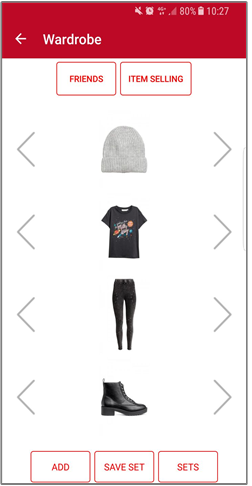 80% 10:27
Wardrobe
FRIENDS ITEM SELLING
ADD SAVE SET SETS